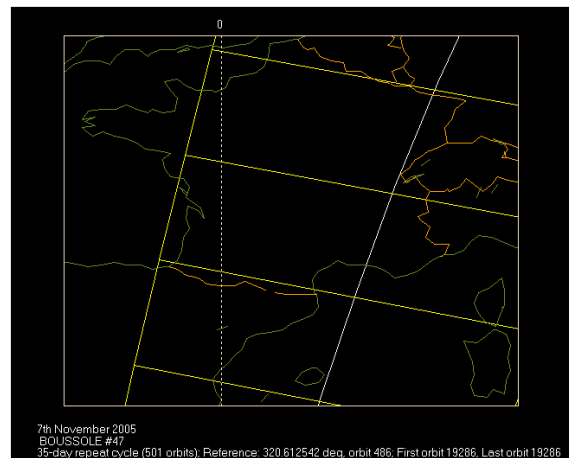 0
7th November 2005
BOUSSOLE #47
35-day repeat cycle (501 orbits); Reference: 320.612542 deq, orbit 486; First orbit 19286, Last orbit 19286